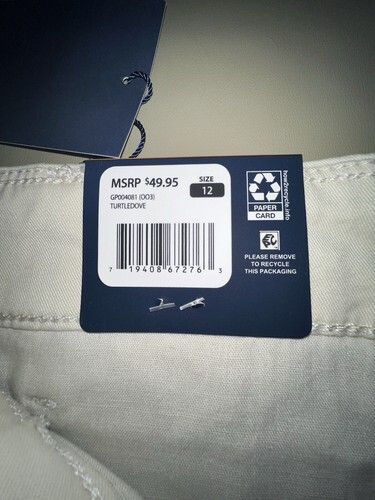 MSRP $49.95
SIZE
12
GP004081 (OO3)
TURTLEDOVE
7 19408 67276 3
how2recycle.info
PAPER
CARD
PLEASE REMOVE
TO RECYCLE
THIS PACKAGING